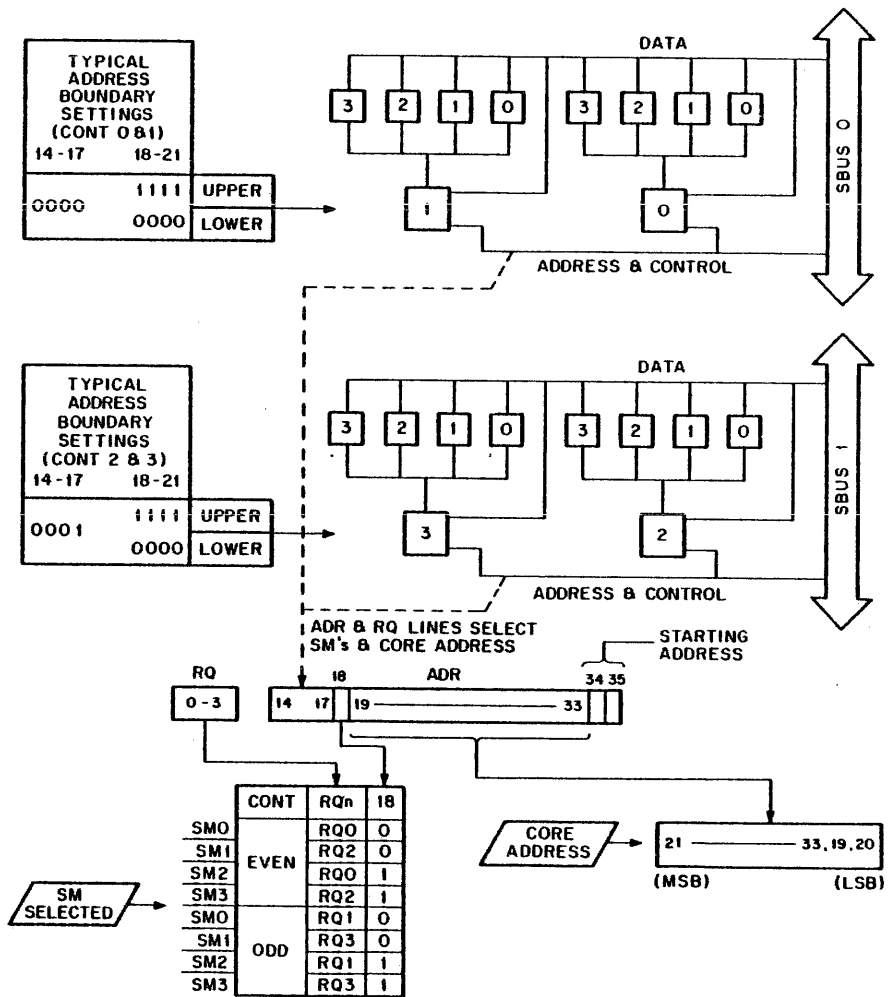 TYPICAL
ADDRESS
BOUNDARY
SETTINGS
(CONT 0 & 1)
14-17 18-21
0000
1111 UPPER
0000 LOWER
DATA
3 2 1 0 3 2 1 0
1 0
ADDRESS & CONTROL
SBUS 0
TYPICAL
ADDRESS
BOUNDARY
SETTINGS
(CONT 2 & 3)
14-17 18-21
0001
1111 UPPER
0000 LOWER
DATA
3 2 1 0 3 2 1 0
3 2
ADDRESS & CONTROL
SBUS 1
ADR & RQ LINES SELECT
SM's & CORE ADDRESS
STARTING
ADDRESS
RQ
0-3
18 ADR 34 35
14 17 19 33
CONT RQ'n 18
SM0 EVEN RQ0 0
SM1 RQ2 0
SM2 RQ0 1
SM3 RQ2 1
SM0 ODD RQ1 0
SM1 RQ3 0
SM2 RQ1 1
SM3 RQ3 1
SM
SELECTED
CORE
ADDRESS
21 33,19,20
(MSB) (LSB)